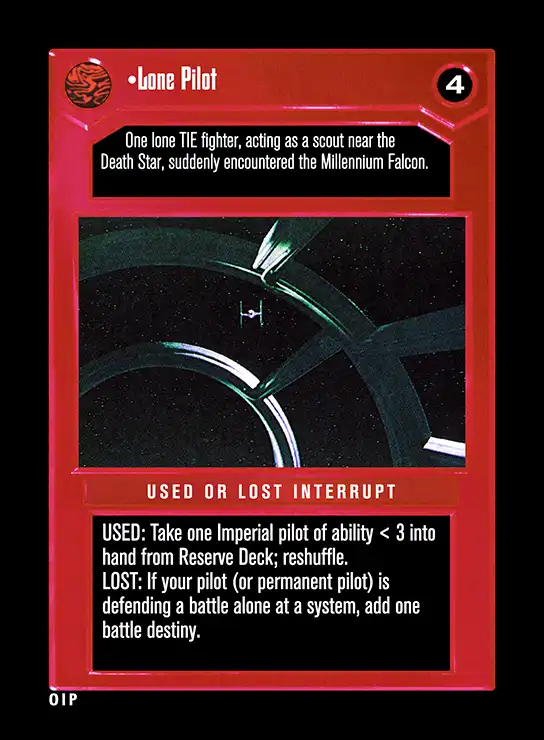 •Lone Pilot
4
One lone TIE fighter, acting as a scout near the
Death Star, suddenly encountered the Millennium Falcon.
USED OR LOST INTERRUPT
USED: Take one Imperial pilot of ability < 3 into
hand from Reserve Deck; reshuffle.
LOST: If your pilot (or permanent pilot) is
defending a battle alone at a system, add one
battle destiny.
OIP